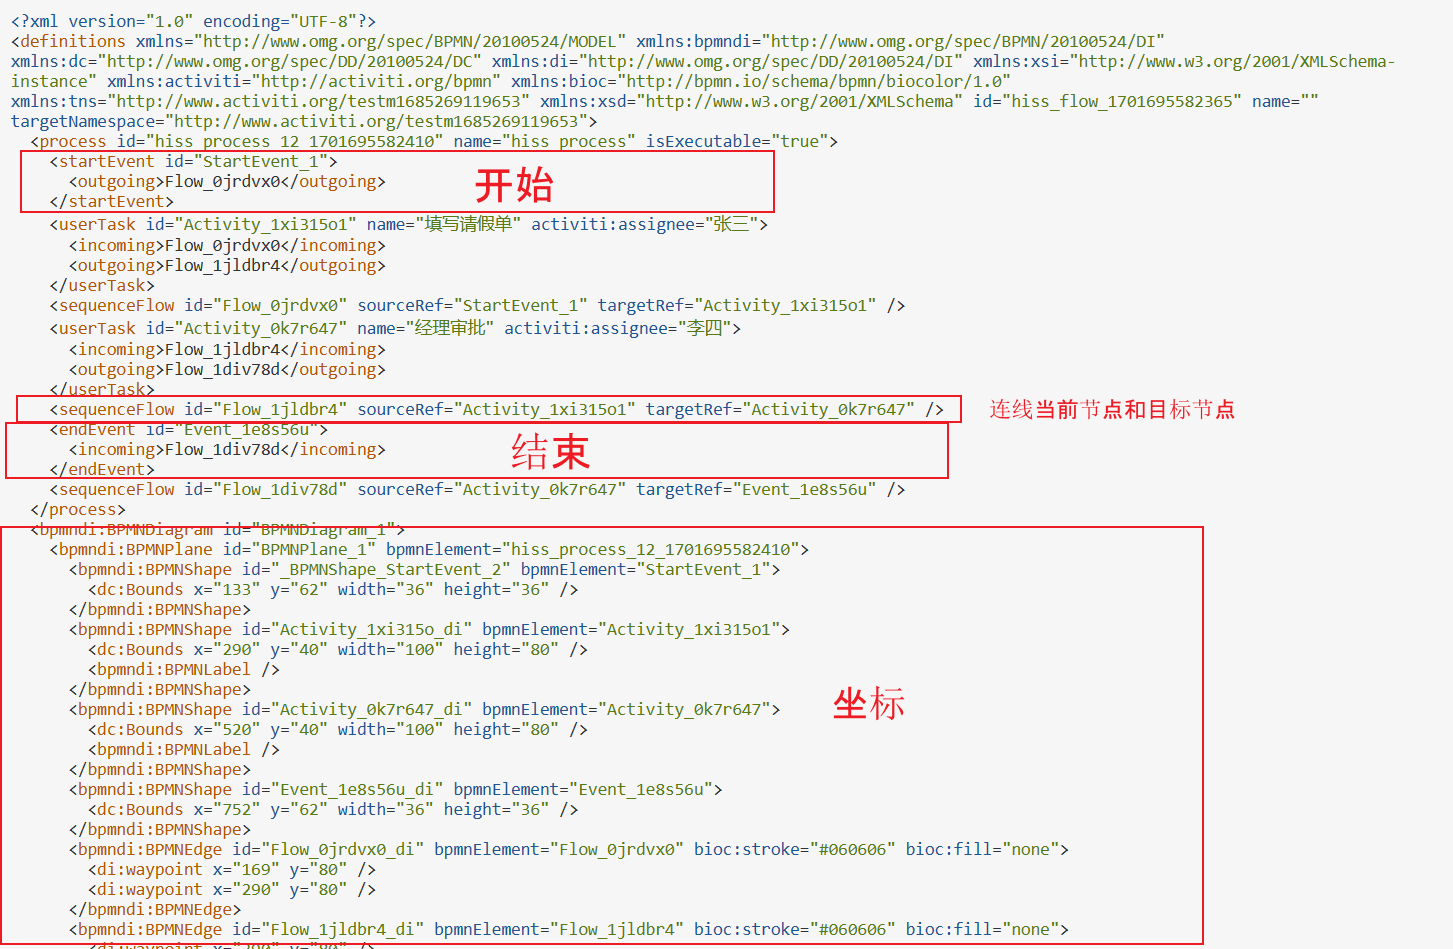 <?xml version="1.0" encoding="UTF-8"?>
<definitions xmlns="http://www.omg.org/spec/BPMN/20100524/MODEL" xmlns:bpmndi="http://www.omg.org/spec/BPMN/20100524/DI"
xmlns:dc="http://www.omg.org/spec/DD/20100524/DC" xmlns:di="http://www.omg.org/spec/DD/20100524/DI" xmlns:xsi="http://www.w3.org/2001/XMLSchema-
instance" xmlns:activiti="http://activiti.org/bpmn" xmlns:bioc="http://bpmn.io/schema/bpmn/biocolor/1.0"
xmlns:tns="http://www.activiti.org/testm1685269119653" xmlns:xsd="http://www.w3.org/2001/XMLSchema" id="hiss_flow_1701695582365" name=""
targetNamespace="http://www.activiti.org/testm1685269119653">
<process id="hiss_process_12_1701695582410" name="hiss_process" isExecutable="true">
<startEvent id="StartEvent_1">
<outgoing>Flow_0jrdvx0</outgoing>
开始
</startEvent>
<userTask id="Activity_1xi315o1" name="填写请假单" activiti:assignee="张三">
<incoming>Flow_0jrdvx0</incoming>
<outgoing>Flow_1jldbr4</outgoing>
</userTask>
<sequenceFlow id="Flow_0jrdvx0" sourceRef="StartEvent_1" targetRef="Activity_1xi315o1" />
<userTask id="Activity_0k7r647" name="经理审批" activiti:assignee="李四">
<incoming>Flow_1jldbr4</incoming>
<outgoing>Flow_1div78d</outgoing>
</userTask>
<sequenceFlow id="Flow_1jldbr4" sourceRef="Activity_1xi315o1" targetRef="Activity_0k7r647" />
连线当前节点和目标节点
<endEvent id="Event_1e8s56u">
<incoming>Flow_1div78d</incoming>
结束
</endEvent>
<sequenceFlow id="Flow_1div78d" sourceRef="Activity_0k7r647" targetRef="Event_1e8s56u" />
</process>
<bpmndi:BPMNDiagram id="BPMNDiagram_1">
<bpmndi:BPMNPlane id="BPMNPlane_1" bpmnElement="hiss_process_12_1701695582410">
<bpmndi:BPMNShape id="_BPMNShape_StartEvent_2" bpmnElement="StartEvent_1">
<dc:Bounds x="133" y="62" width="36" height="36" />
</bpmndi:BPMNShape>
<bpmndi:BPMNShape id="Activity_1xi315o_di" bpmnElement="Activity_1xi315o1">
<dc:Bounds x="290" y="40" width="100" height="80" />
<bpmndi:BPMNLabel />
</bpmndi:BPMNShape>
<bpmndi:BPMNShape id="Activity_0k7r647_di" bpmnElement="Activity_0k7r647">
坐标
<dc:Bounds x="520" y="40" width="100" height="80" />
<bpmndi:BPMNLabel />
</bpmndi:BPMNShape>
<bpmndi:BPMNShape id="Event_1e8s56u_di" bpmnElement="Event_1e8s56u">
<dc:Bounds x="752" y="62" width="36" height="36" />
</bpmndi:BPMNShape>
<bpmndi:BPMNEdge id="Flow_0jrdvx0_di" bpmnElement="Flow_0jrdvx0" bioc:stroke="#060606" bioc:fill="none">
<di:waypoint x="169" y="80" />
<di:waypoint x="290" y="80" />
</bpmndi:BPMNEdge>
<bpmndi:BPMNEdge id="Flow_1jldbr4_di" bpmnElement="Flow_1jldbr4" bioc:stroke="#060606" bioc:fill="none">